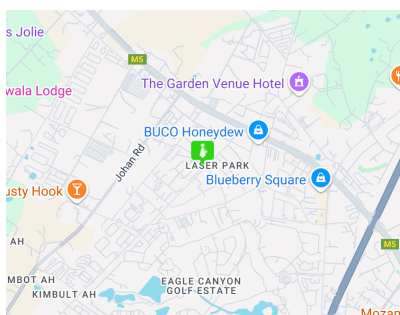 s Jolie
M5
The Garden Venue Hotel
wala Lodge
BUCO Honeydew
Johan Rd
LASER PARK
Blueberry Square
usty Hook
AH
M5
MBOT AH
EAGLE CANYON
GOLF ESTATE
KIMBULT AH
Mozan